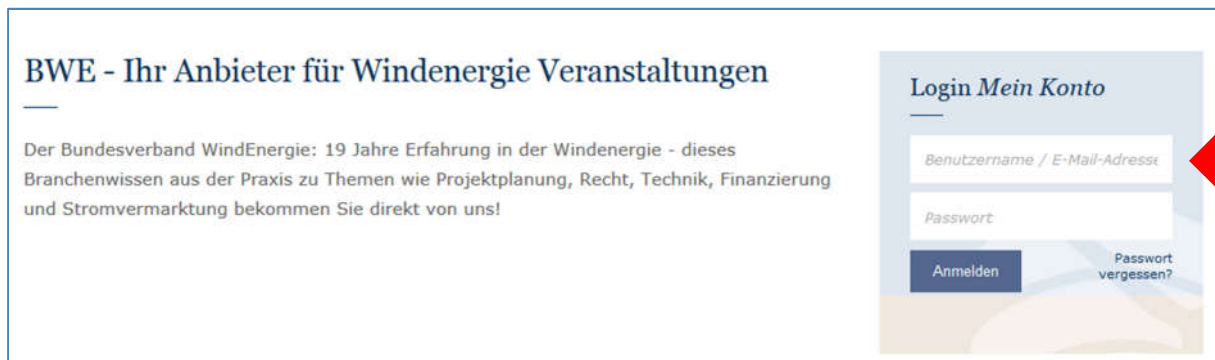 BWE - Ihr Anbieter für Windenergie Veranstaltungen
Der Bundesverband WindEnergie: 19 Jahre Erfahrung in der Windenergie - dieses
Branchenwissen aus der Praxis zu Themen wie Projektplanung, Recht, Technik, Finanzierung
und Stromvermarktung bekommen Sie direkt von uns!
Login Mein Konto
Benutzername / E-Mail-Adresse
Passwort
Anmelden
Passwort
vergessen?